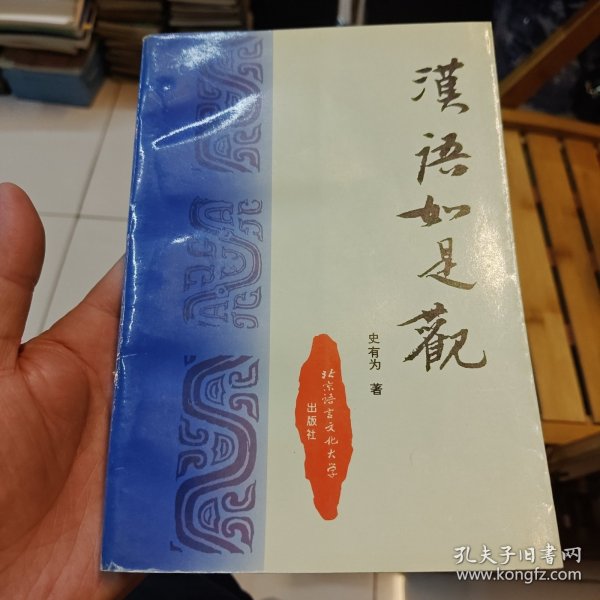 漢語如是觀
史有为 著
北京语言文化大学
出版社
孔夫子旧书网
www.kongfz.com